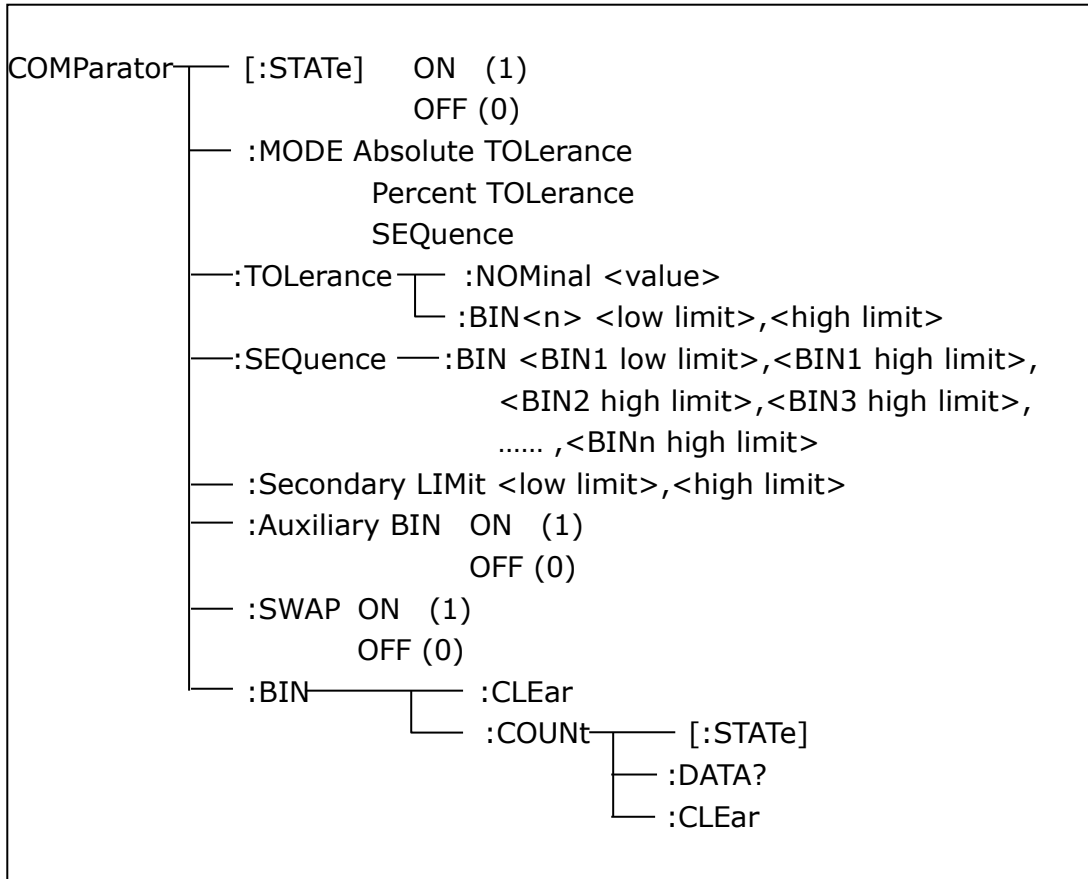 COMParator [:STATe] ON (1)
OFF (0)
:MODE Absolute TOLerance
Percent TOLerance
SEQuence
:TOLerance :NOMinal <value>
:BIN<n> <low limit>,<high limit>
:SEQuence :BIN <BIN1 low limit>,<BIN1 high limit>,
<BIN2 high limit>,<BIN3 high limit>,
...... ,<BINn high limit>
:Secondary LIMit <low limit>,<high limit>
:Auxiliary BIN ON (1)
OFF (0)
:SWAP ON (1)
OFF (0)
:BIN :CLEar
:COUNt [:STATe]
:DATA?
:CLEar